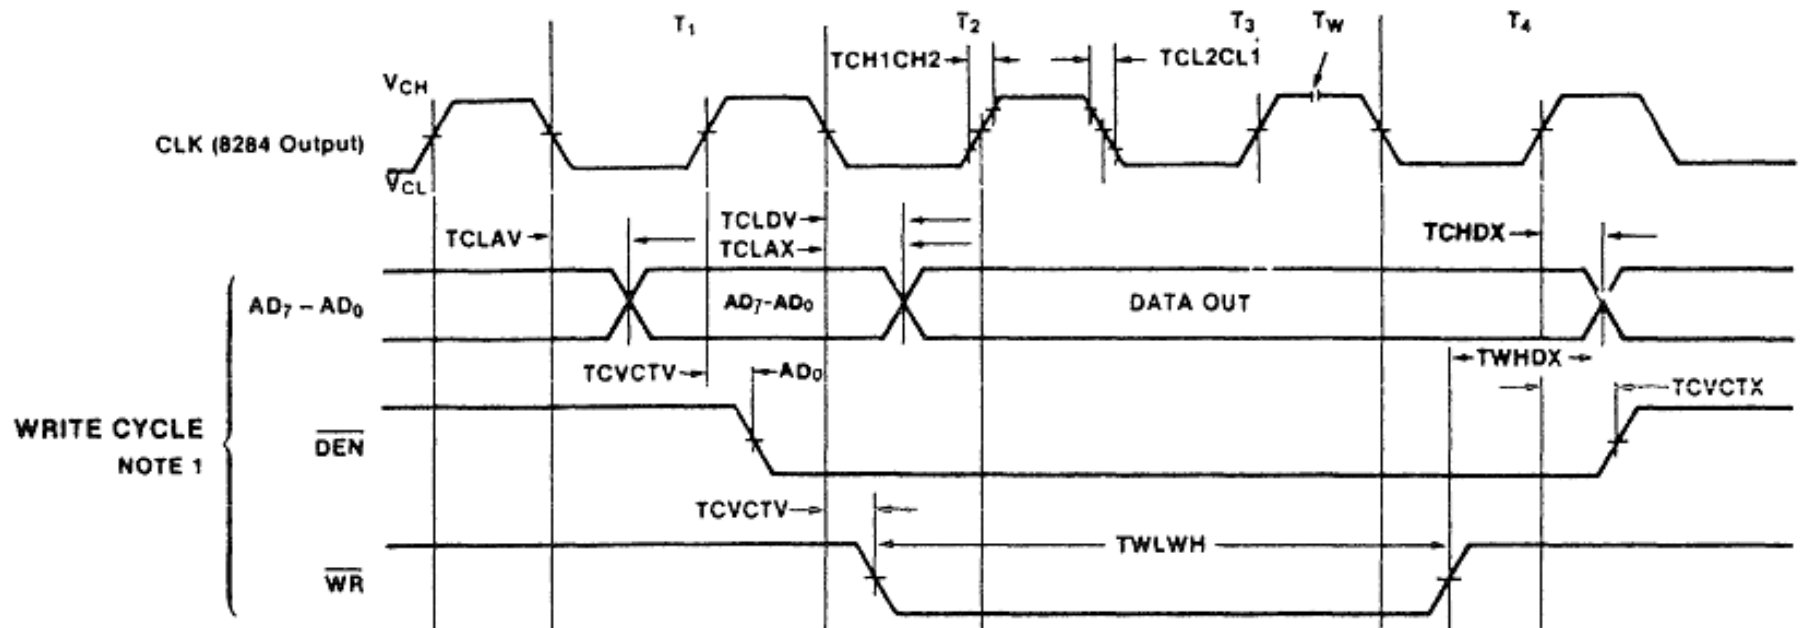 T1 T2 T3 TW T4
TCH1CH2 TCL2CL1
VCH
CLK (8284 Output)
VCL
TCLDV
TCLAV TCLAX TCHDX
AD7 – AD0 AD7-AD0 DATA OUT
TWHDX
TCVCTV AD0 TCVCTX
WRITE CYCLE
NOTE 1
DEN
TCVCTV
TWLWH
WR